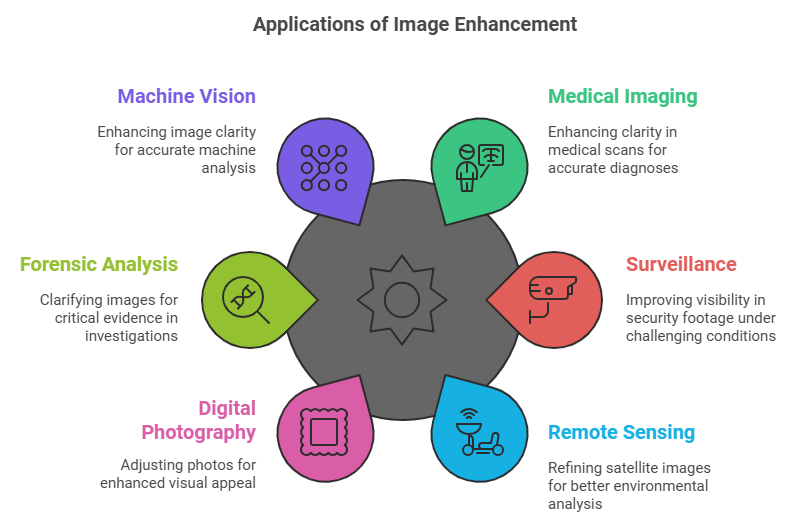 Applications of Image Enhancement
Machine Vision
Enhancing image clarity
for accurate machine
analysis
Medical Imaging
Enhancing clarity in
medical scans for
accurate diagnoses
Forensic Analysis
Clarifying images for
critical evidence in
investigations
Surveillance
Improving visibility in
security footage under
challenging conditions
Digital
Photography
Adjusting photos for
enhanced visual appeal
Remote Sensing
Refining satellite images
for better environmental
analysis